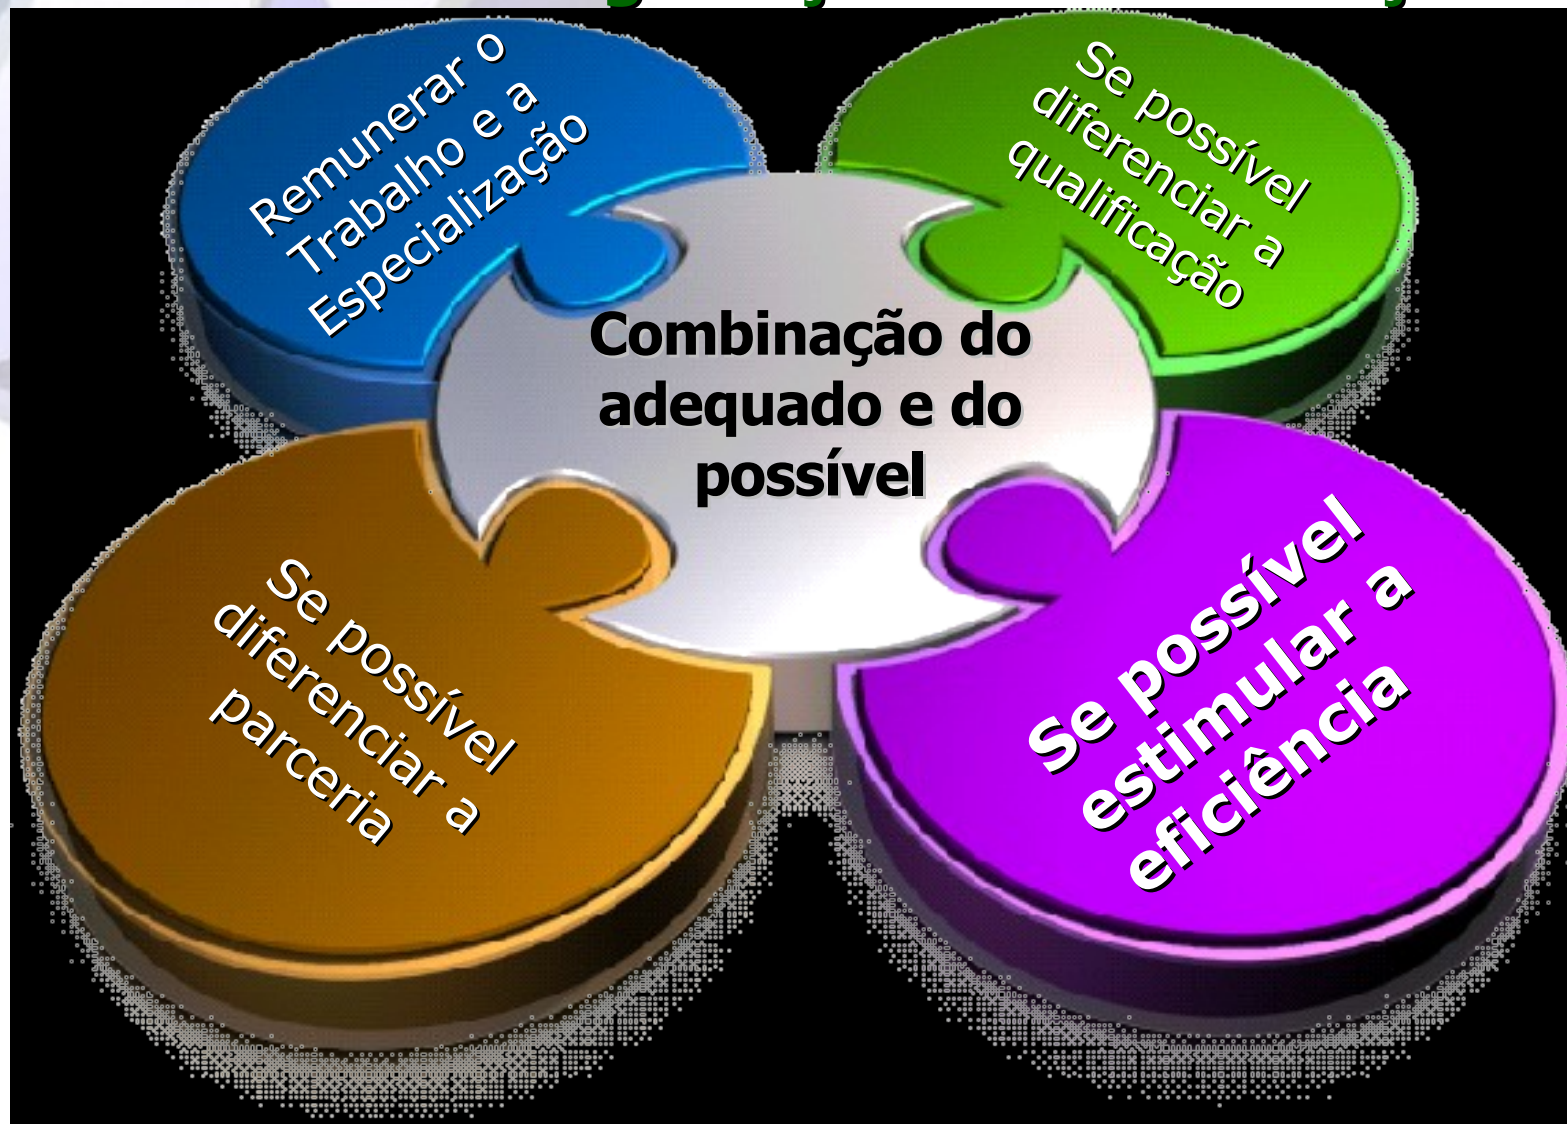 Remunerar o
Trabalho e a
Especialização
Se possível
diferenciar a
qualificação
Combinação do
adequado e do
possível
Se possível
diferenciar a
parceria
Se possível
estimular a
eficiência